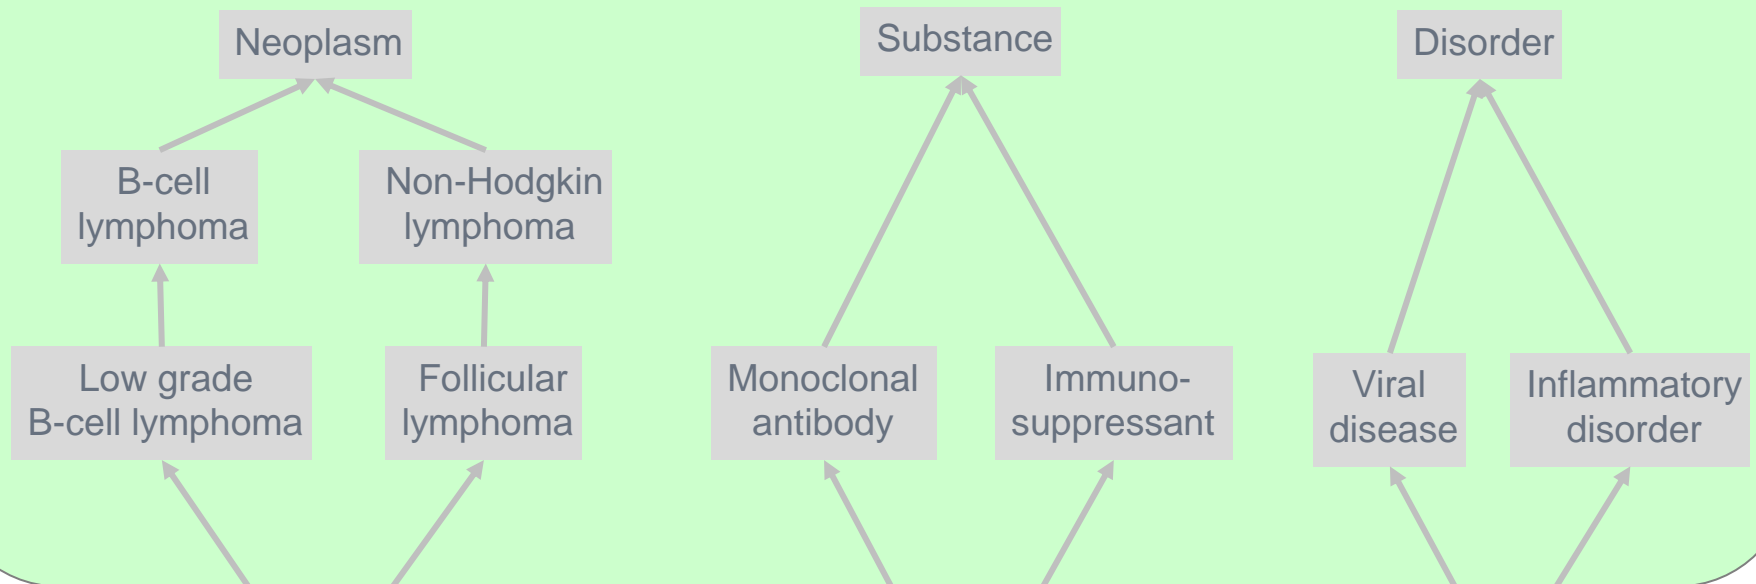 Neoplasm
Substance
Disorder
B-cell
lymphoma
Non-Hodgkin
lymphoma
Low grade
B-cell lymphoma
Follicular
lymphoma
Monoclonal
antibody
Immuno-
suppressant
Viral
disease
Inflammatory
disorder